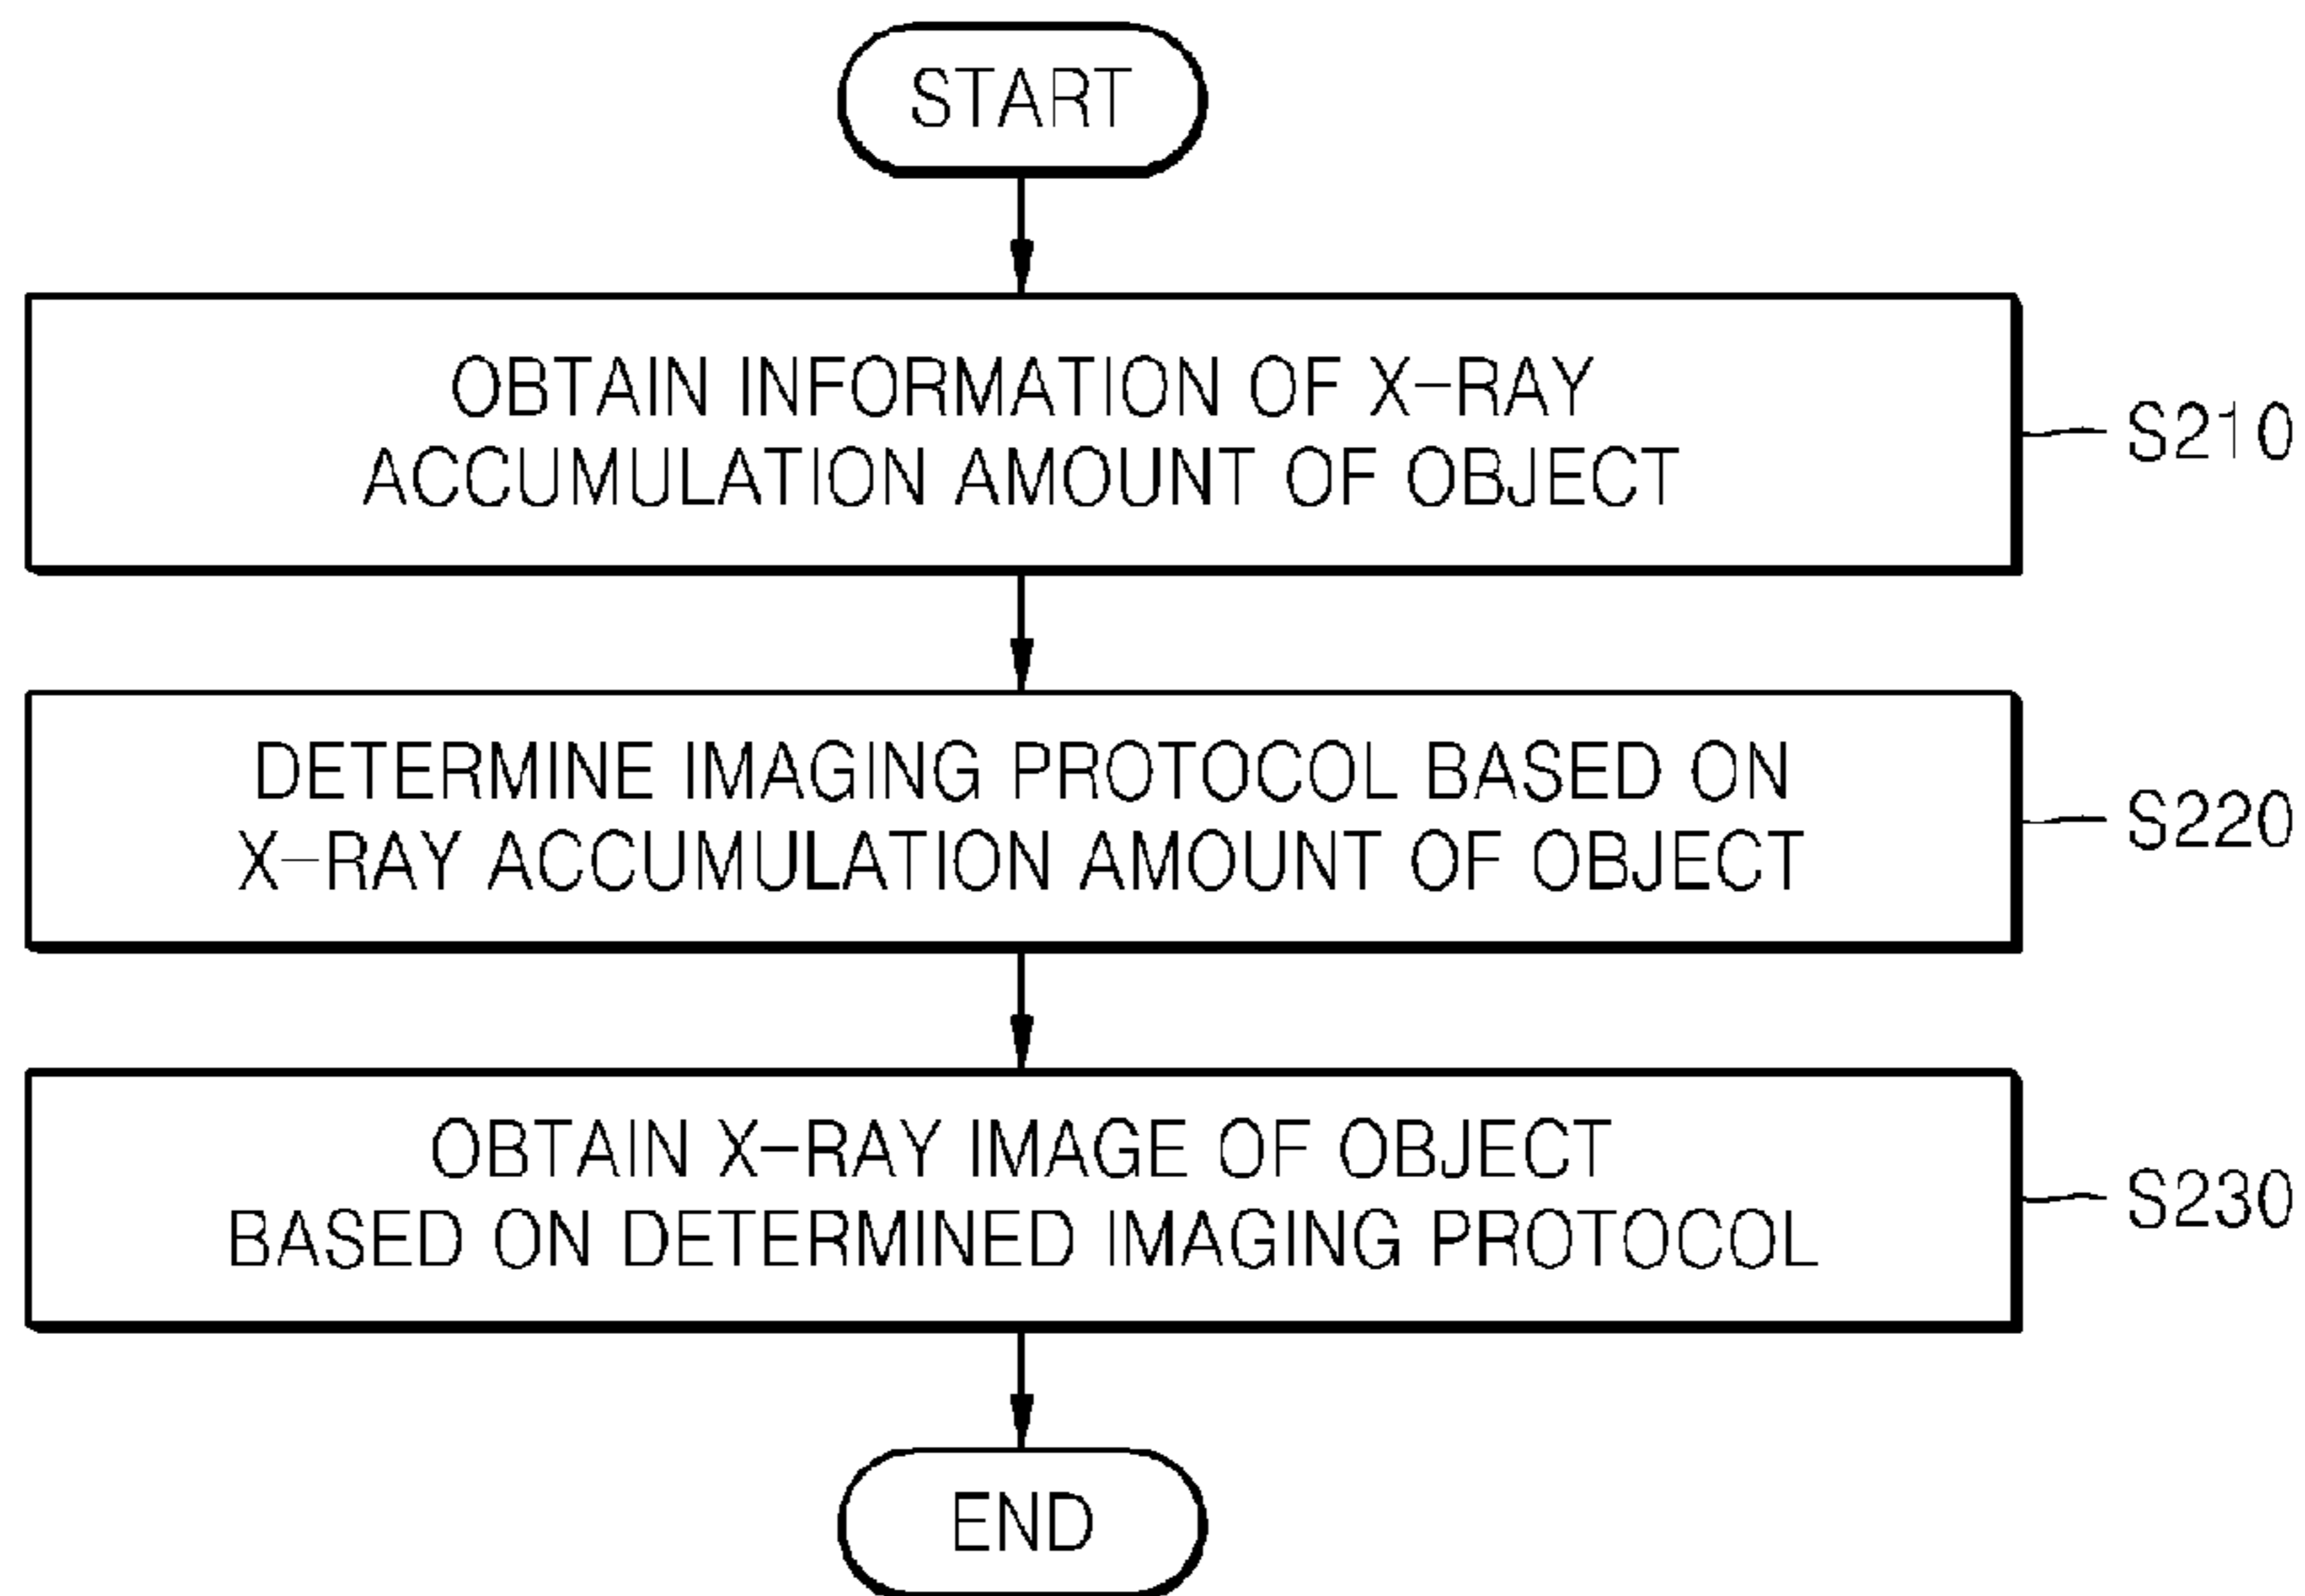 START
OBTAIN INFORMATION OF X-RAY
ACCUMULATION AMOUNT OF OBJECT
S210
DETERMINE IMAGING PROTOCOL BASED ON
X-RAY ACCUMULATION AMOUNT OF OBJECT
S220
OBTAIN X-RAY IMAGE OF OBJECT
BASED ON DETERMINED IMAGING PROTOCOL
S230
END